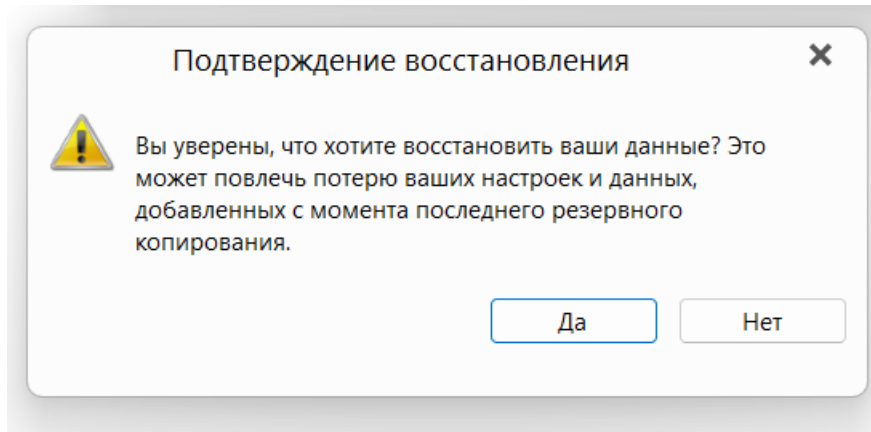 Подтверждение восстановления
Вы уверены, что хотите восстановить ваши данные? Это
может повлечь потерю ваших настроек и данных,
добавленных с момента последнего резервного
копирования.
Да
Нет